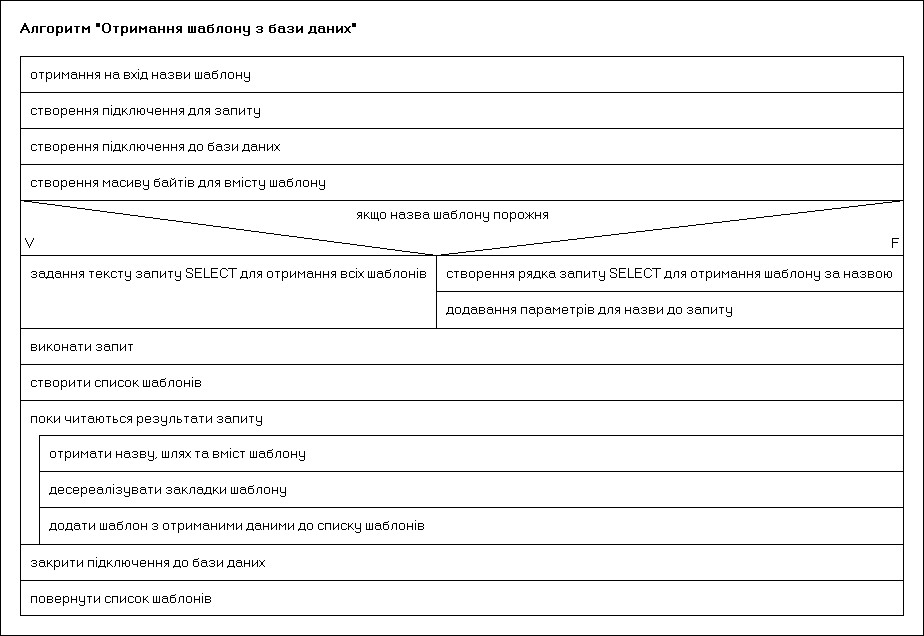 Алгоритм "Отримання шаблону з бази даних"
отримання на вхід назви шаблону
створення підключення для запиту
створення підключення до бази даних
створення масиву байтів для вмісту шаблону
якщо назва шаблону порожня
V F
задання тексту запиту SELECT для отримання всіх шаблонів
створення рядка запиту SELECT для отримання шаблону за назвою
додавання параметрів для назви до запиту
виконати запит
створити список шаблонів
поки читаються результати запиту
отримати назву, шлях та вміст шаблону
десереалізувати закладки шаблону
додати шаблон з отриманими даними до списку шаблонів
закрити підключення до бази даних
повернути список шаблонів